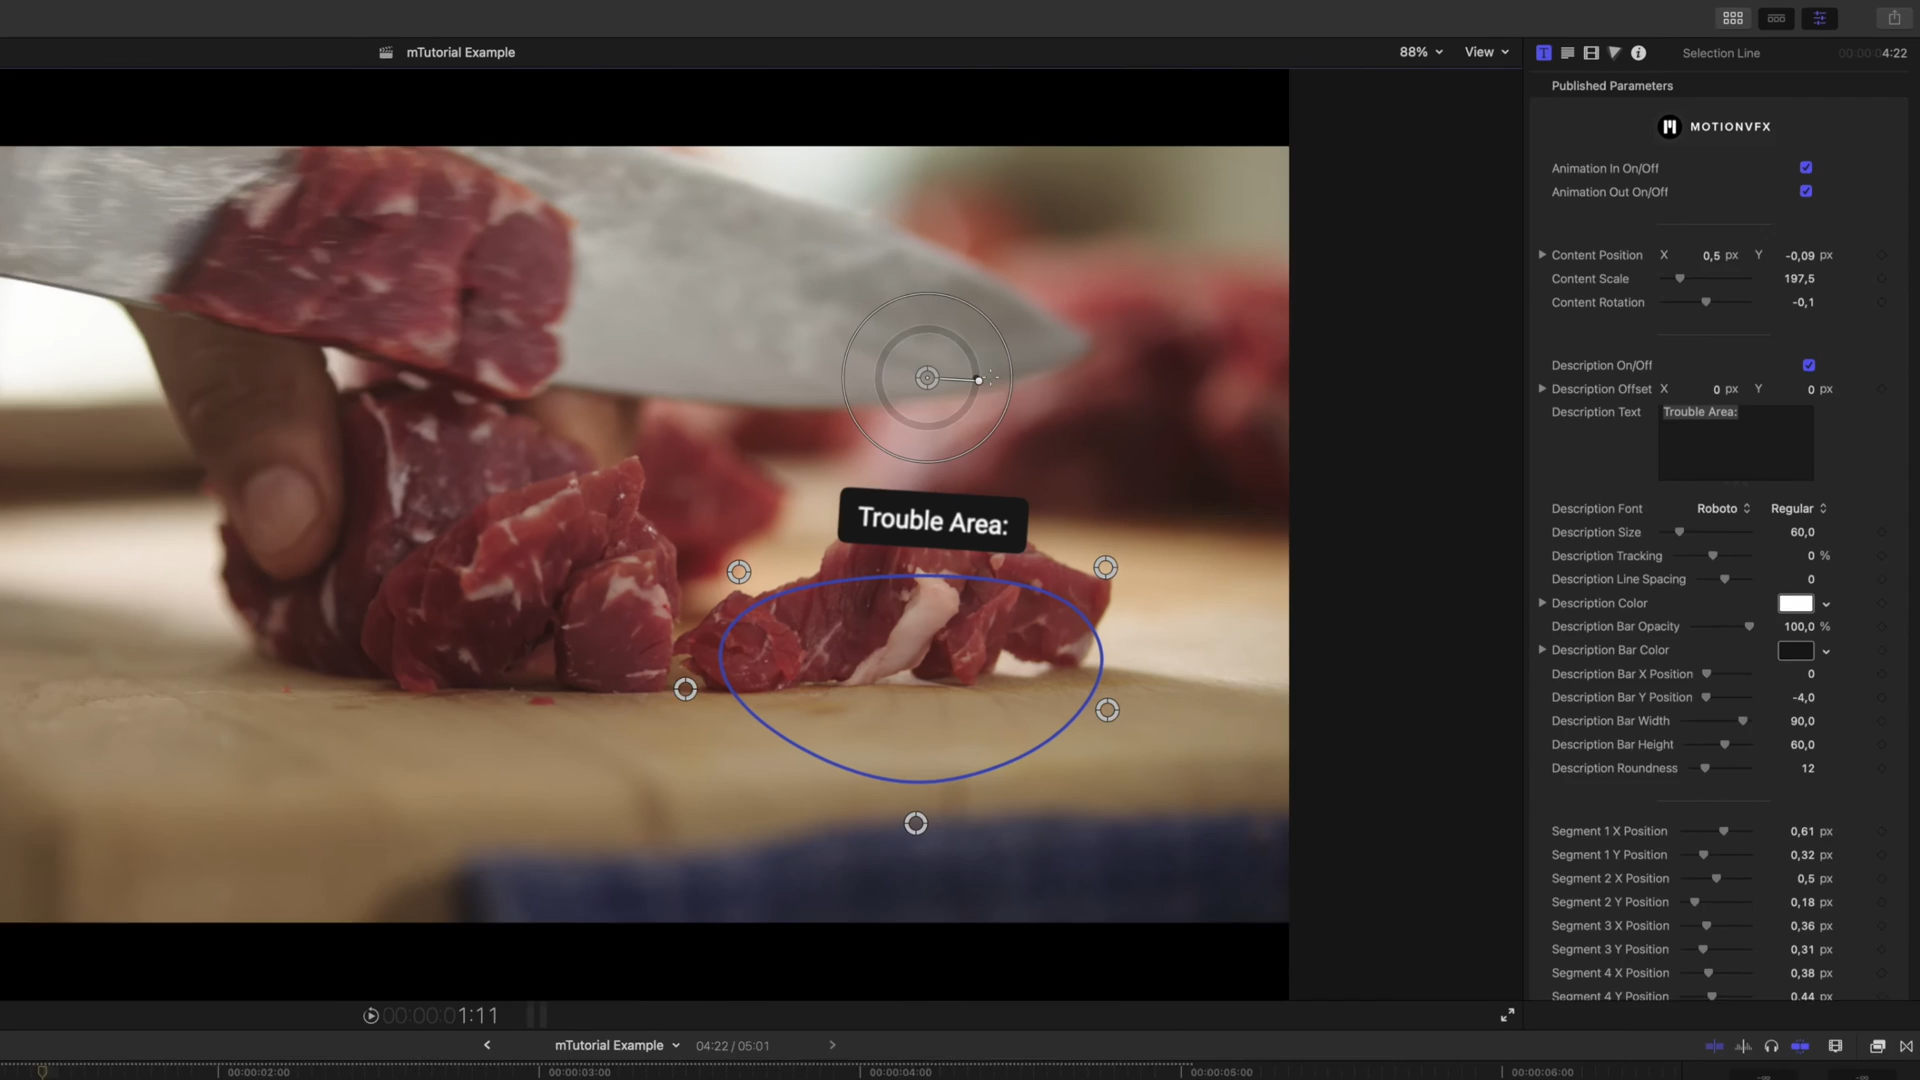 mTutorial Example
88%
View
T
Selection Line
00:00:04:22
Published Parameters
MOTIONVFX
Animation In On/Off
Animation Out On/Off
Content Position X 0,5 px Y -0,09 px
Content Scale 197,5
Content Rotation -0,1
Description On/Off
Description Offset X 0 px Y 0 px
Description Text Trouble Area:
Trouble Area:
Description Font Roboto Regular
Description Size 60,0
Description Tracking 0 %
Description Line Spacing 0
Description Color
Description Bar Opacity 100,0 %
Description Bar Color
Description Bar X Position 0
Description Bar Y Position -4,0
Description Bar Width 90,0
Description Bar Height 60,0
Description Roundness 12
Segment 1 X Position 0,61 px
Segment 1 Y Position 0,32 px
Segment 2 X Position 0,5 px
Segment 2 Y Position 0,18 px
Segment 3 X Position 0,36 px
Segment 3 Y Position 0,31 px
Segment 4 X Position 0,38 px
Segment 4 Y Position 0,44 px
00:00:01:11
mTutorial Example 04:22 / 05:01
00:00:02:00
00:00:03:00
00:00:04:00
00:00:05:00
00:00:06:00